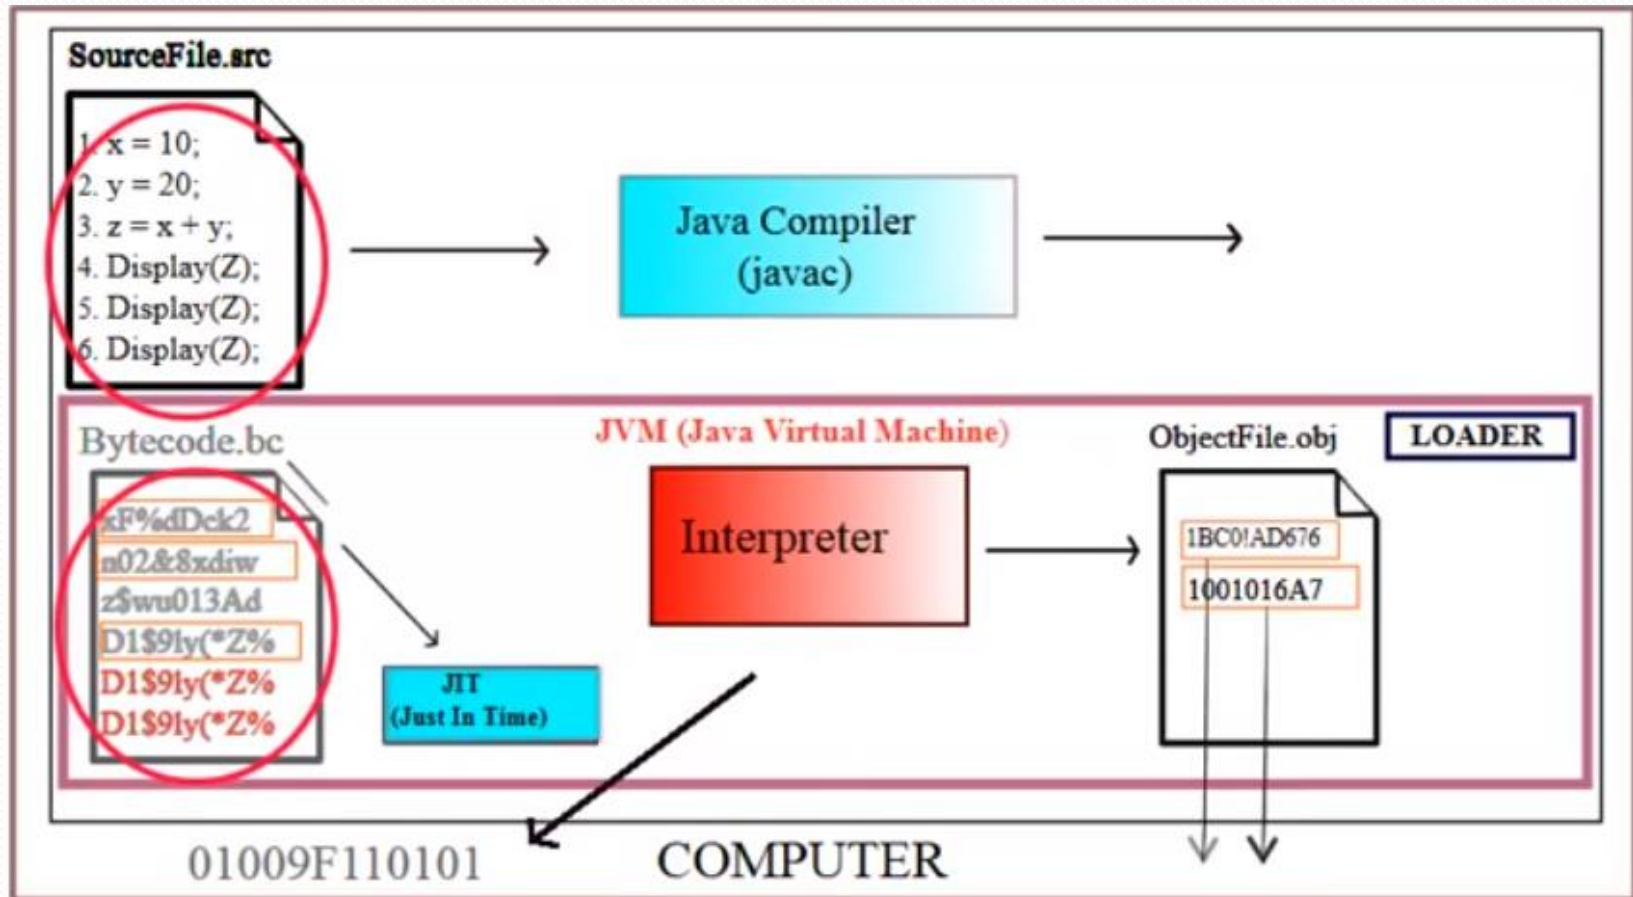 SourceFile.src
1. x = 10;
2. y = 20;
3. z = x + y;
4. Display(Z);
5. Display(Z);
6. Display(Z);
Java Compiler
(javac)
Bytecode.bc
xF%dDck2
n02&8xdiw
z$wu013Ad
D1$9ly(*Z%
D1$9ly(*Z%
D1$9ly(*Z%
JIT
(Just In Time)
JVM (Java Virtual Machine)
Interpreter
ObjectFile.obj
1BC0!AD676
1001016A7
LOADER
01009F110101
COMPUTER